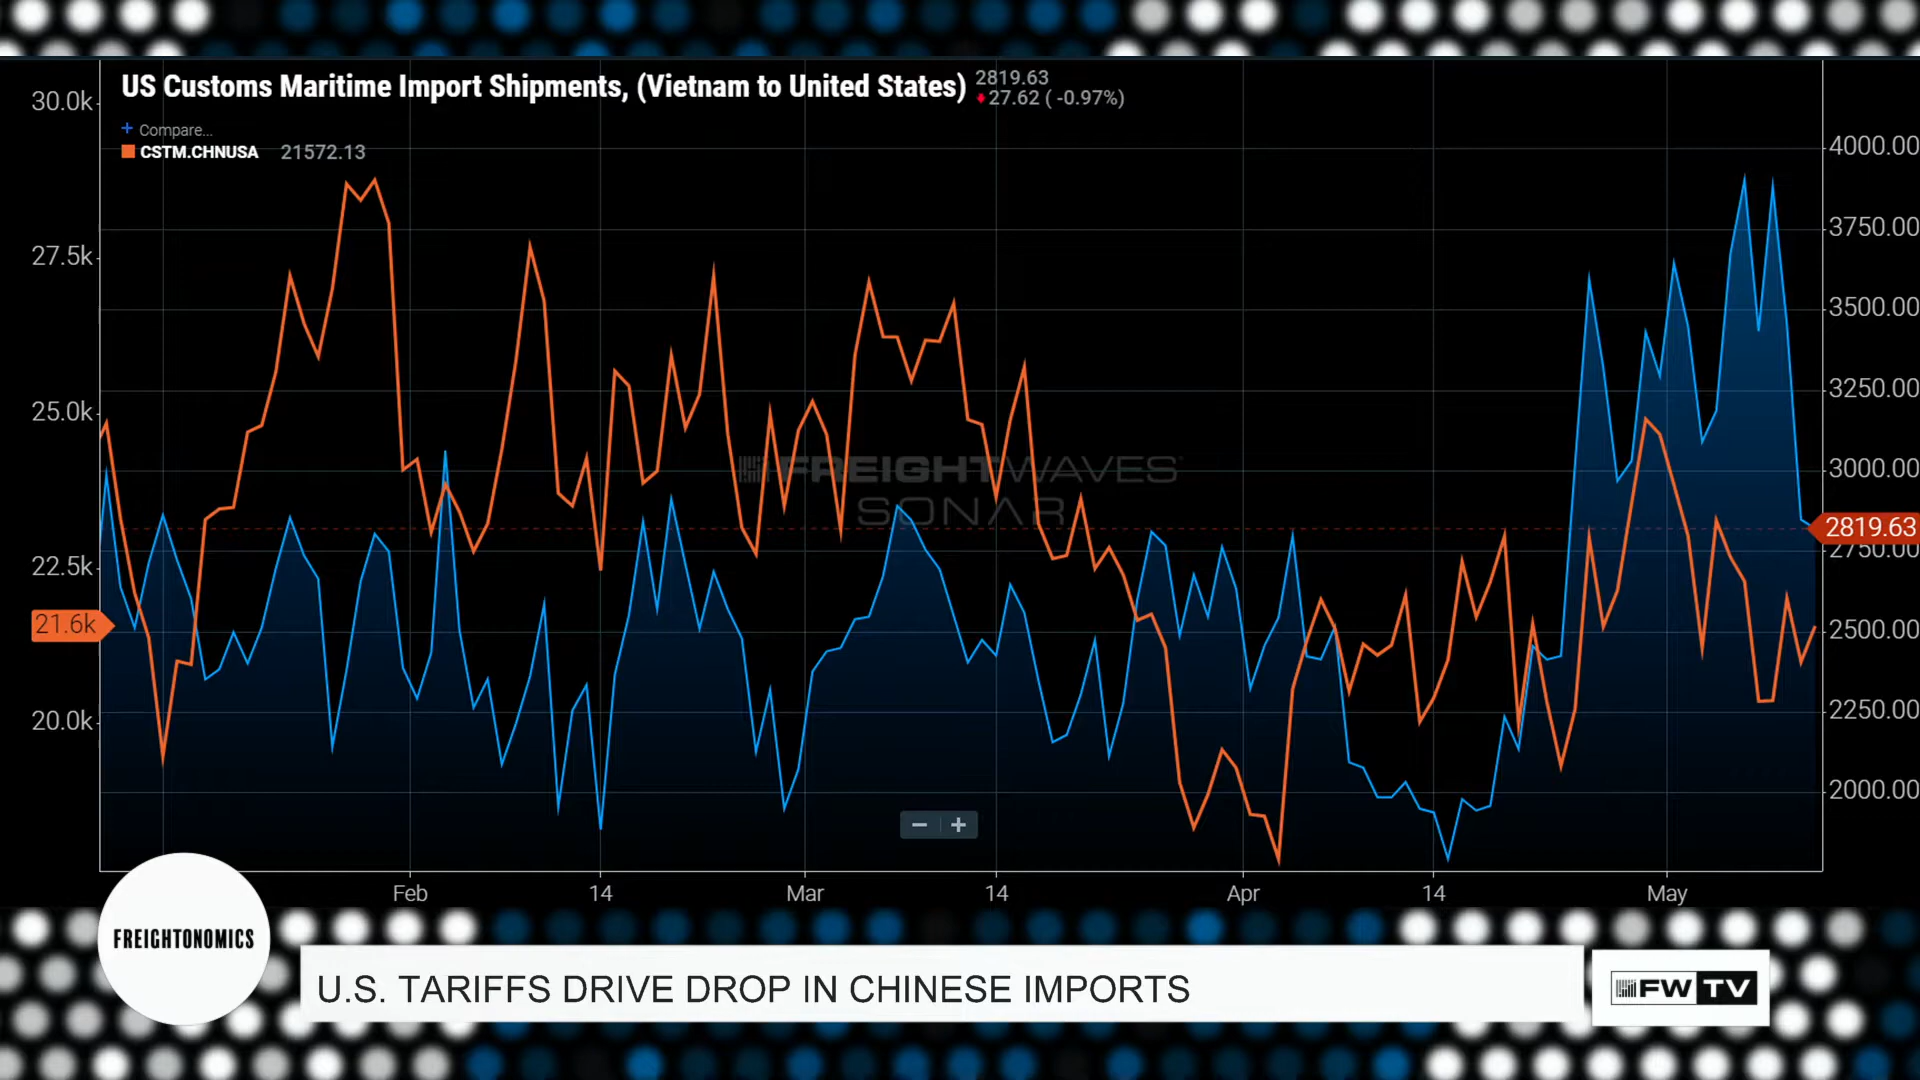 US Customs Maritime Import Shipments, (Vietnam to United States) 2819.63
27.62 ( -0.97%)
+ Compare...
CSTM.CHNUSA 21572.13
30.0k
27.5k
25.0k
22.5k
21.6k
20.0k
4000.00
3750.00
3500.00
3250.00
3000.00
2819.63
2750.00
2500.00
2250.00
2000.00
FREIGHTWAVES
SONAR
− +
Feb 14 Mar 14 Apr 14 May
FREIGHTONOMICS
U.S. TARIFFS DRIVE DROP IN CHINESE IMPORTS
FWTV